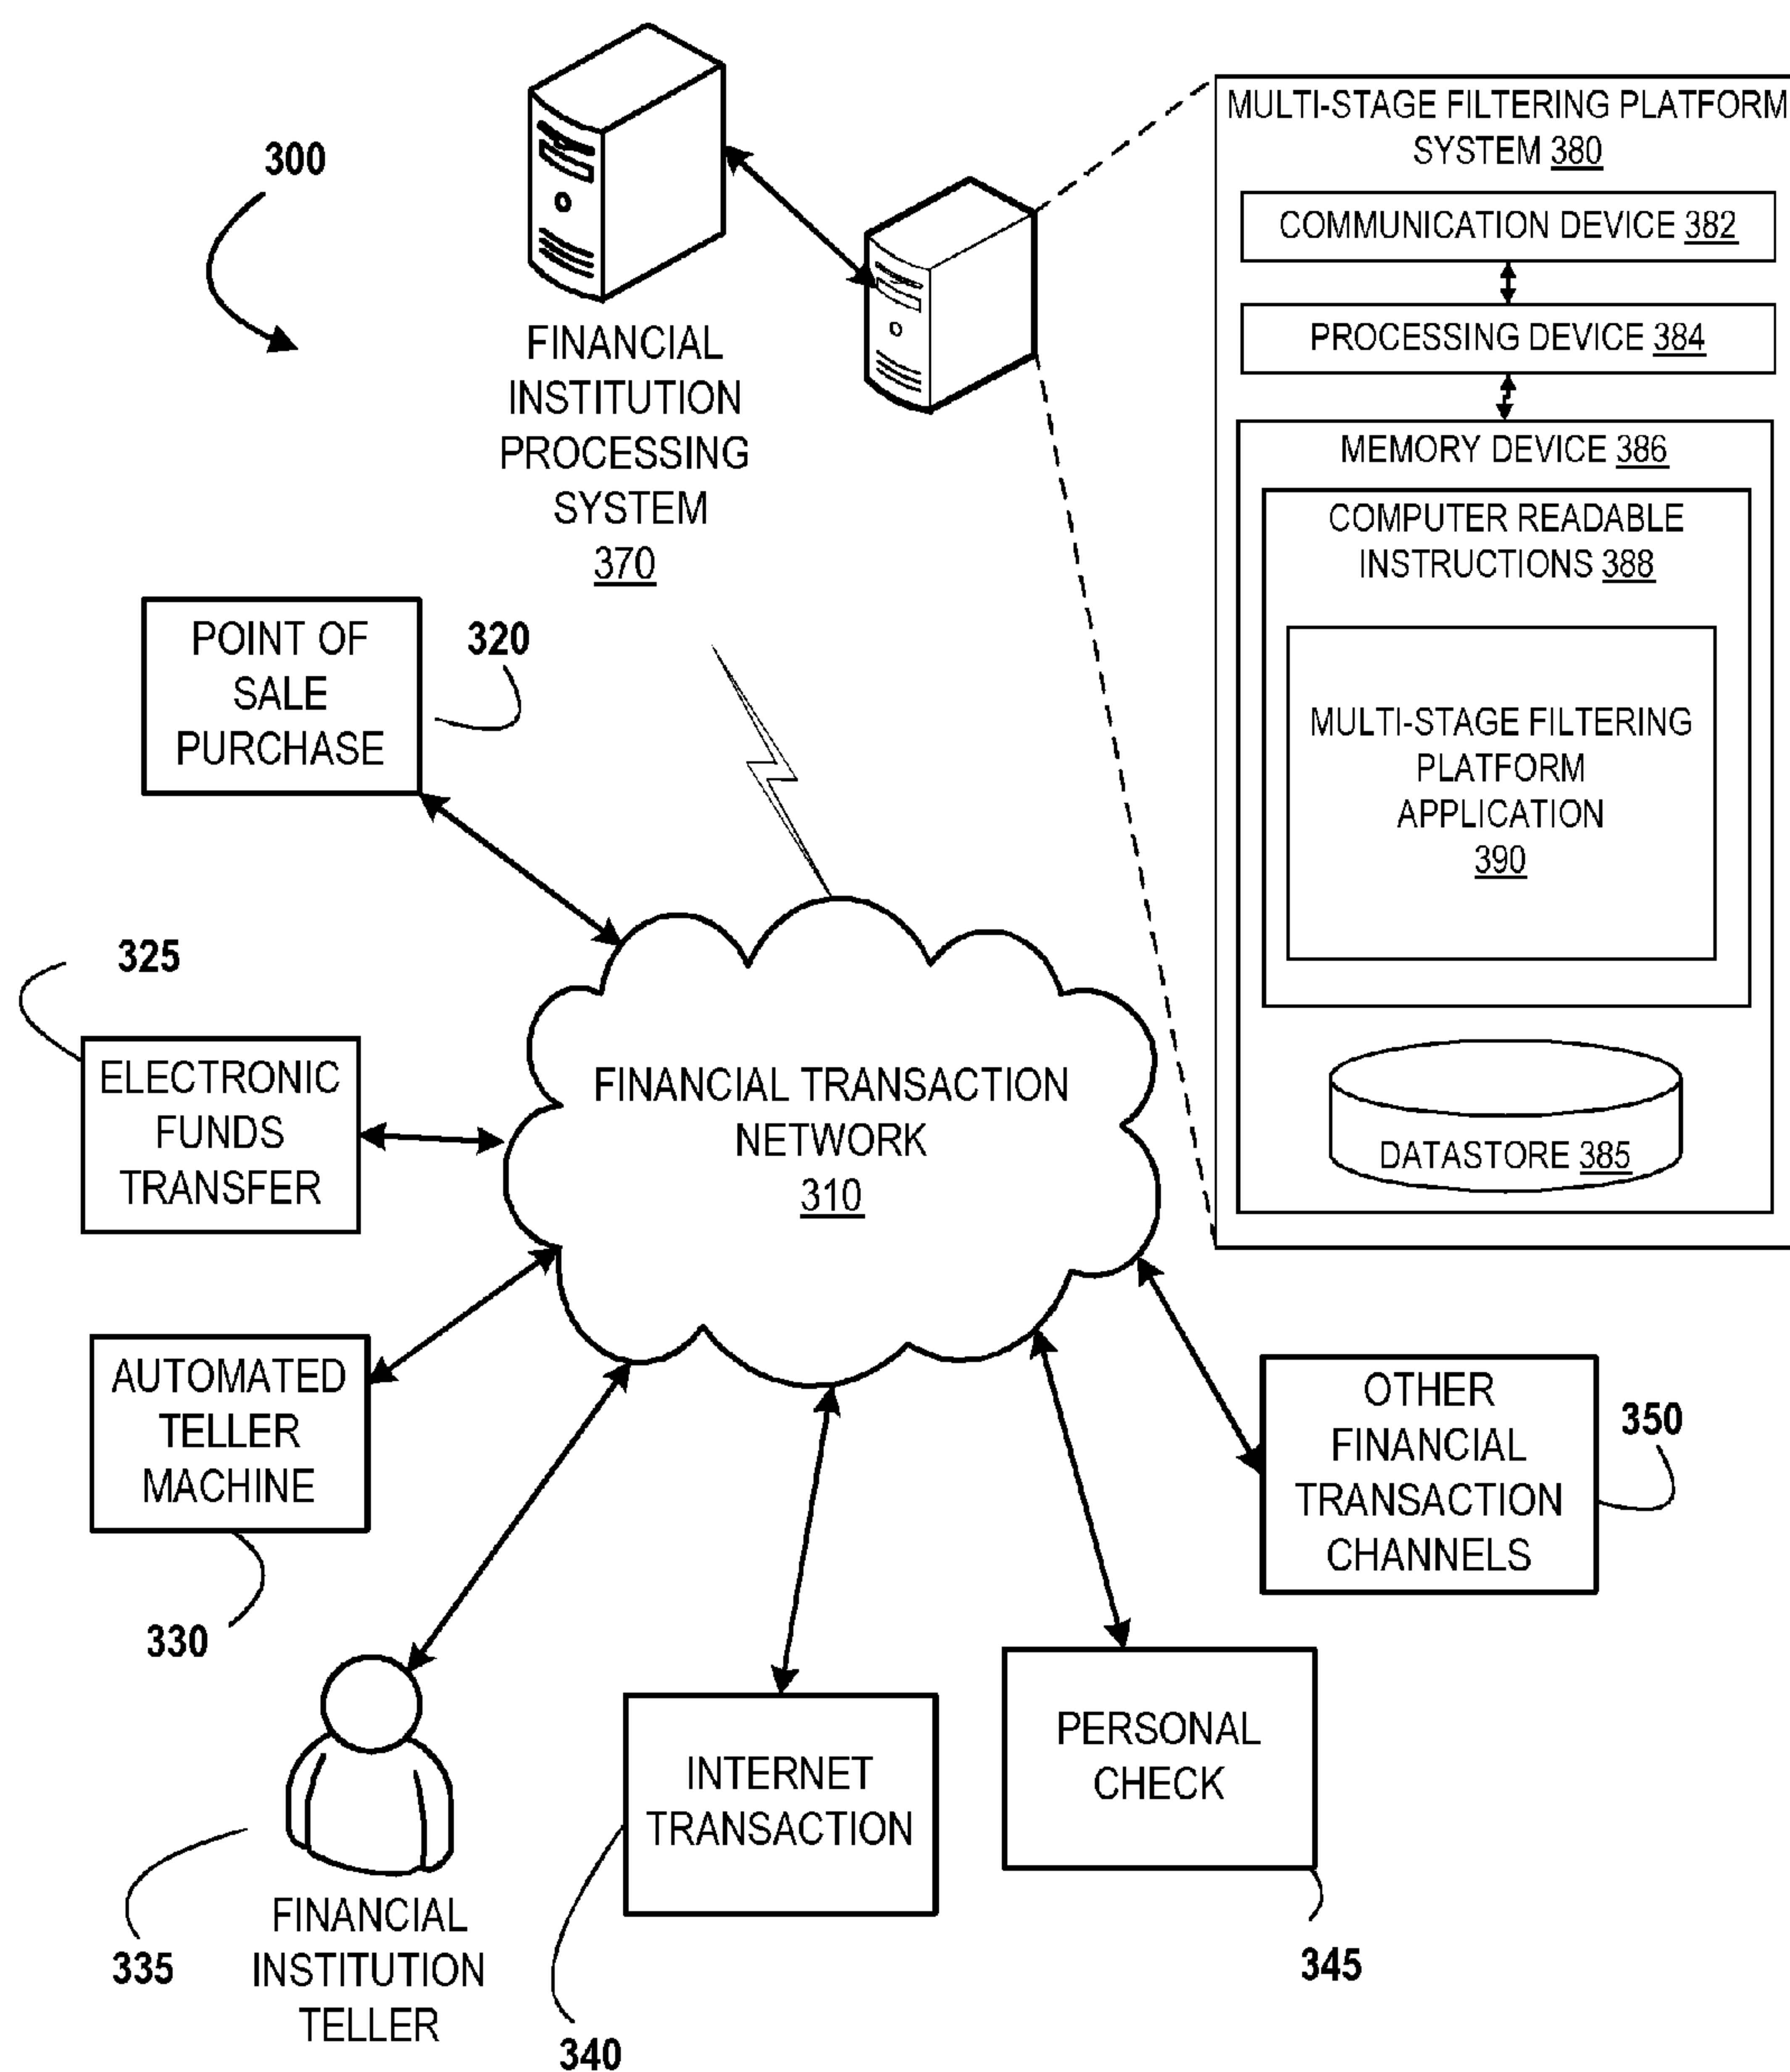 300
FINANCIAL
INSTITUTION
PROCESSING
SYSTEM
370
MULTI-STAGE FILTERING PLATFORM
SYSTEM 380
COMMUNICATION DEVICE 382
PROCESSING DEVICE 384
MEMORY DEVICE 386
COMPUTER READABLE
INSTRUCTIONS 388
MULTI-STAGE FILTERING
PLATFORM
APPLICATION
390
DATASTORE 385
POINT OF
SALE
PURCHASE
320
325
ELECTRONIC
FUNDS
TRANSFER
FINANCIAL TRANSACTION
NETWORK
310
AUTOMATED
TELLER
MACHINE
330
OTHER
FINANCIAL
TRANSACTION
CHANNELS
350
335
FINANCIAL
INSTITUTION
TELLER
INTERNET
TRANSACTION
340
PERSONAL
CHECK
345